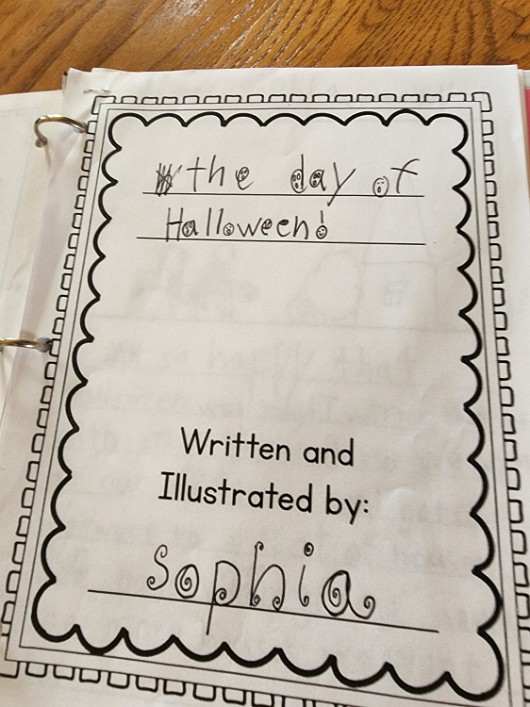 the day of
Halloween!
Written and
Illustrated by:
Sophia